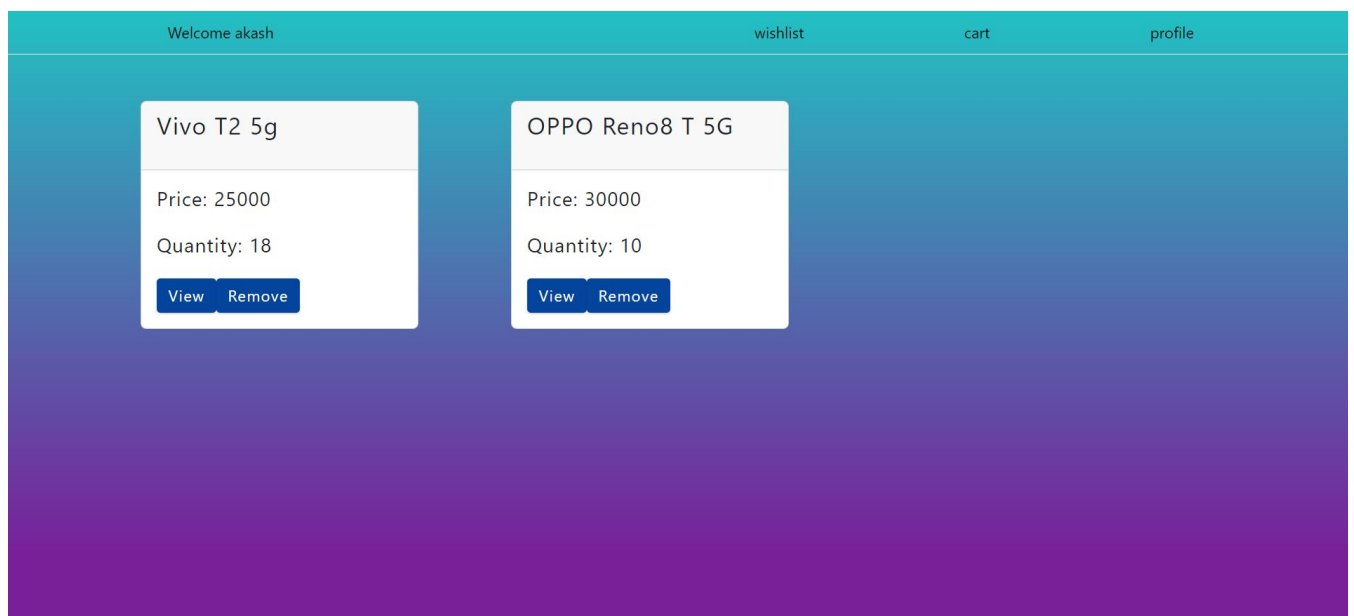 Welcome akash wishlist cart profile
Vivo T2 5g
Price: 25000
Quantity: 18
View Remove
OPPO Reno8 T 5G
Price: 30000
Quantity: 10
View Remove